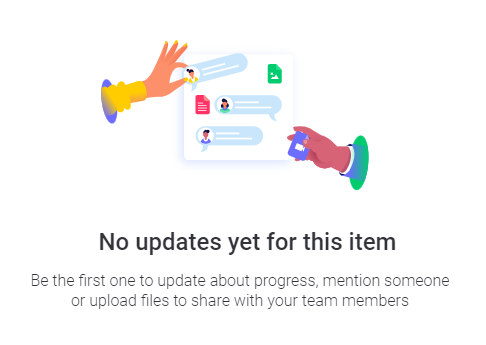 No updates yet for this item
Be the first one to update about progress, mention someone
or upload files to share with your team members